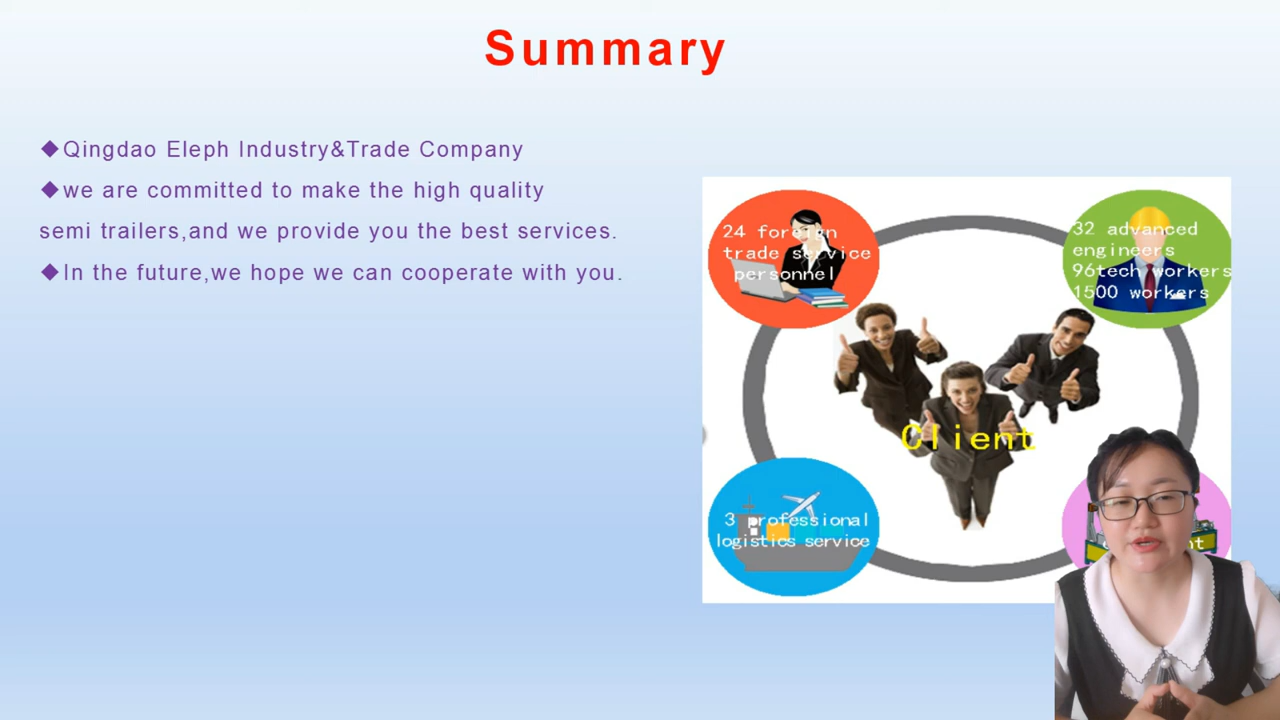 Summary
◆Qingdao Eleph Industry&Trade Company
◆we are committed to make the high quality
semi trailers,and we provide you the best services.
◆In the future,we hope we can cooperate with you.
24 foreign
trade service
personnel
32 advanced
engineers
96tech workers
1500 workers
Client
3 professional
logistics service